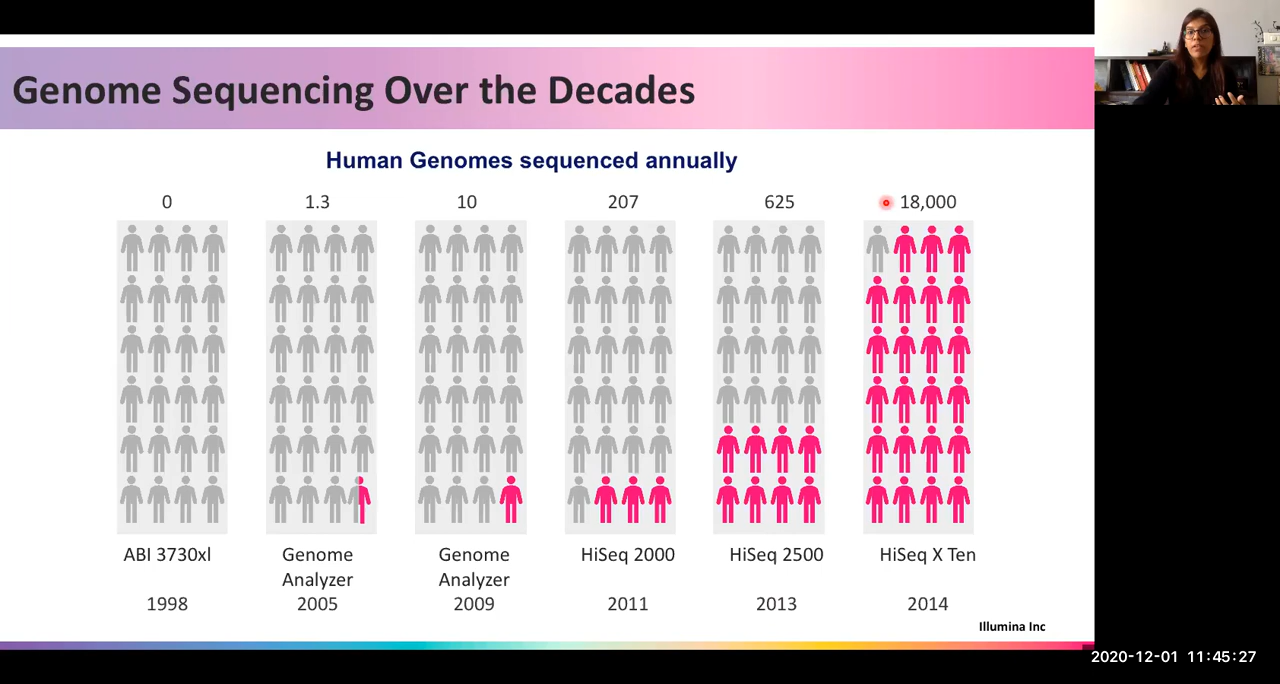 Genome Sequencing Over the Decades
Human Genomes sequenced annually
0 1.3 10 207 625 18,000
ABI 3730xl Genome Genome HiSeq 2000 HiSeq 2500 HiSeq X Ten
Analyzer Analyzer
1998 2005 2009 2011 2013 2014
Illumina Inc
2020-12-01 11:45:27